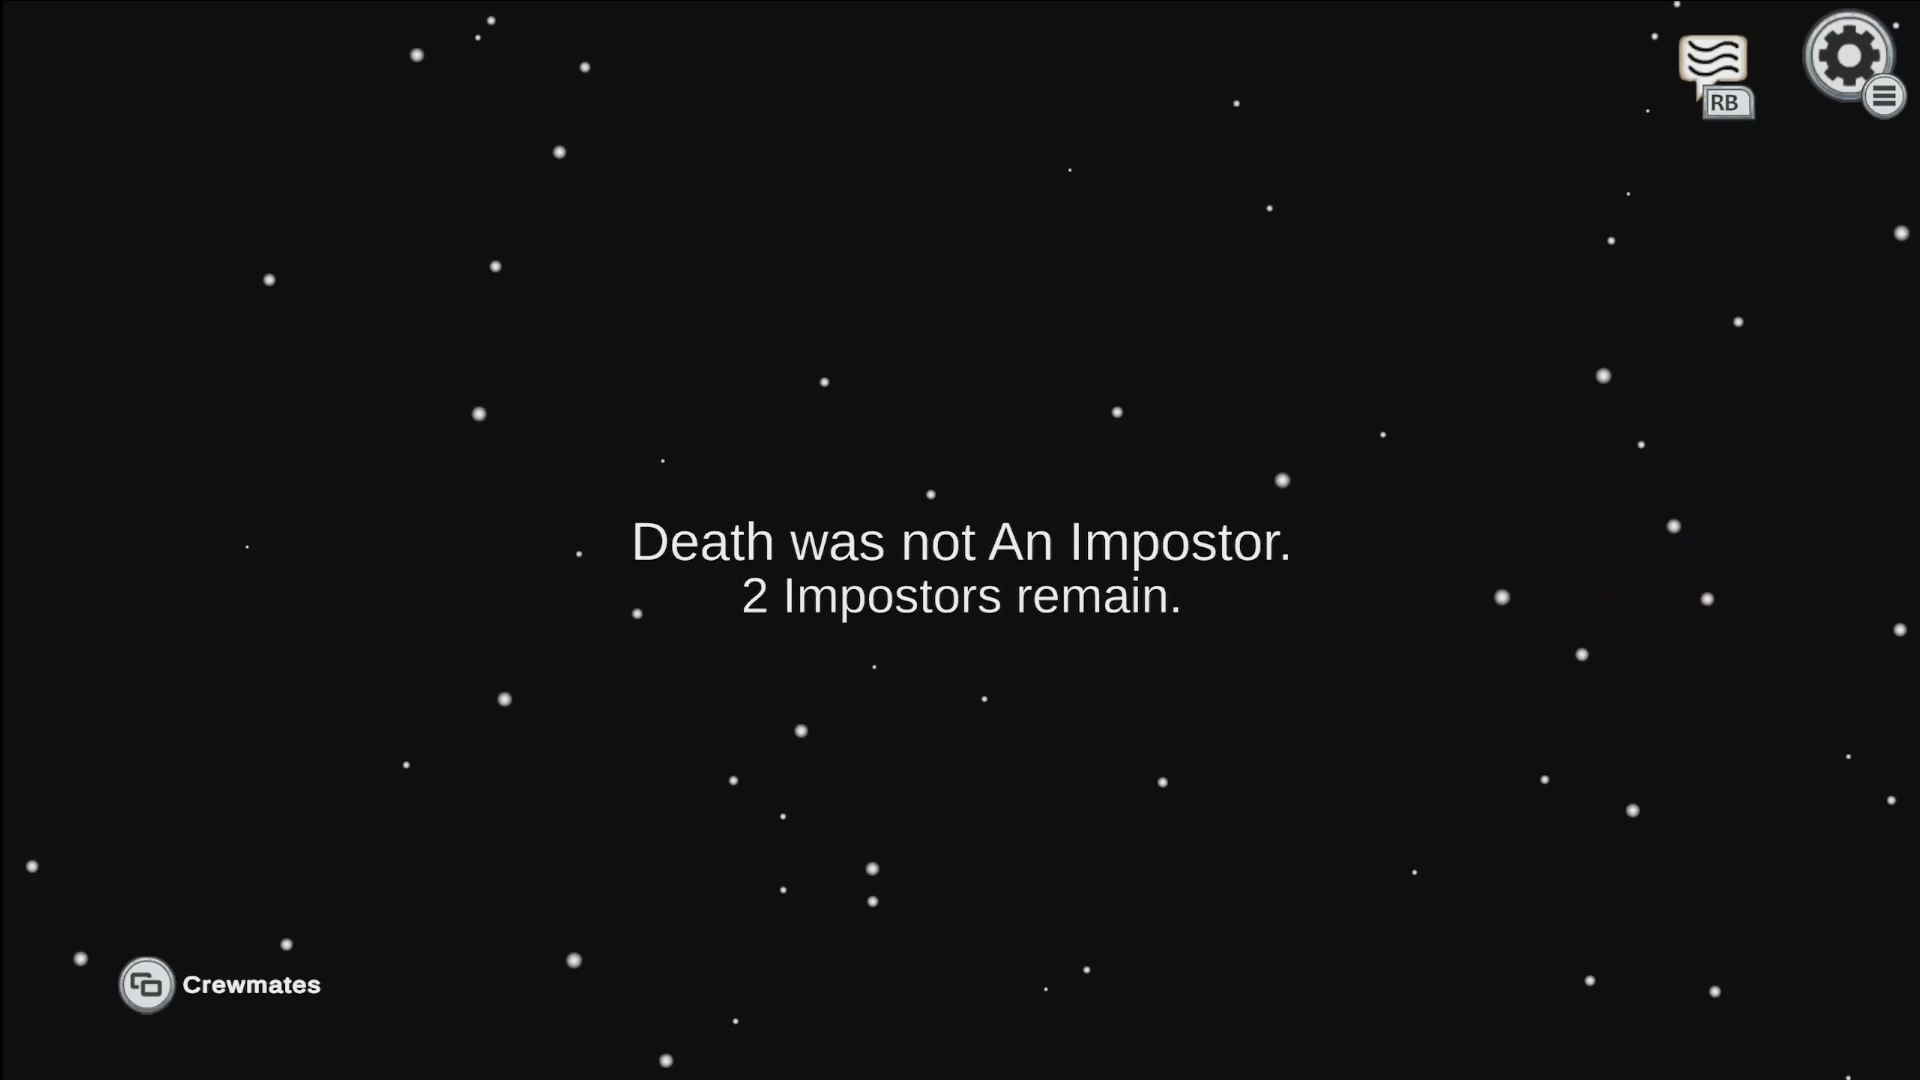 RB
Death was not An Impostor.
2 Impostors remain.
Crewmates